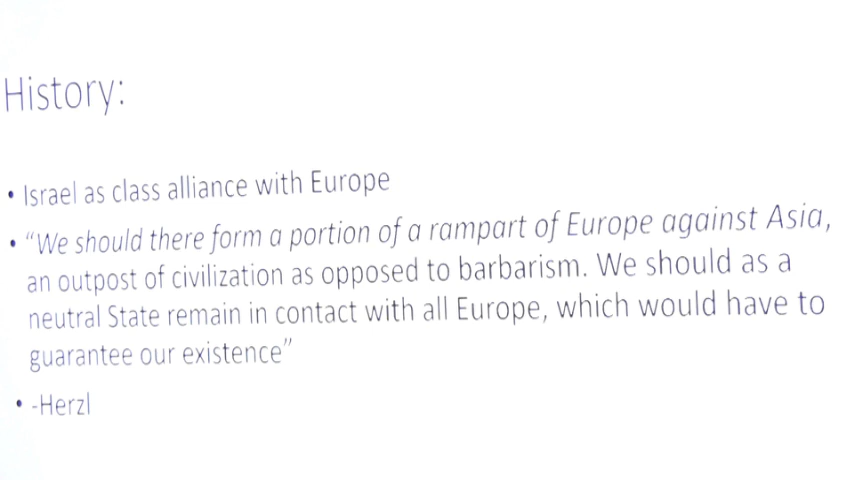 History:
• Israel as class alliance with Europe
• “We should there form a portion of a rampart of Europe against Asia,
an outpost of civilization as opposed to barbarism. We should as a
neutral State remain in contact with all Europe, which would have to
guarantee our existence”
• -Herzl